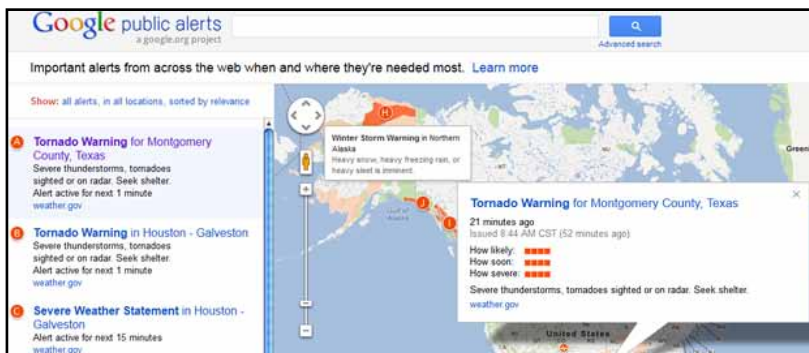 Google public alerts
a google.org project
Advanced search
Important alerts from across the web when and where they're needed most. Learn more
Show: all alerts, in all locations, sorted by relevance
A
Tornado Warning for Montgomery
County, Texas
Severe thunderstorms, tornadoes
sighted or on radar. Seek shelter.
Alert active for next 1 minute
weather.gov
B
Tornado Warning in Houston - Galveston
Severe thunderstorms, tornadoes
sighted or on radar. Seek shelter.
Alert active for next 1 minute
weather.gov
C
Severe Weather Statement in Houston -
Galveston
Alert active for next 15 minutes
weather.gov
H
Winter Storm Warning in Northern
Alaska
Heavy snow, heavy freezing rain, or
heavy sleet is imminent.
Gulf of
Alaska
J
I
Green
Tornado Warning for Montgomery County, Texas
21 minutes ago
Issued 8:44 AM CST (52 minutes ago)
How likely:
How soon:
How severe:
Severe thunderstorms, tornadoes sighted or on radar. Seek shelter.
weather.gov
United States